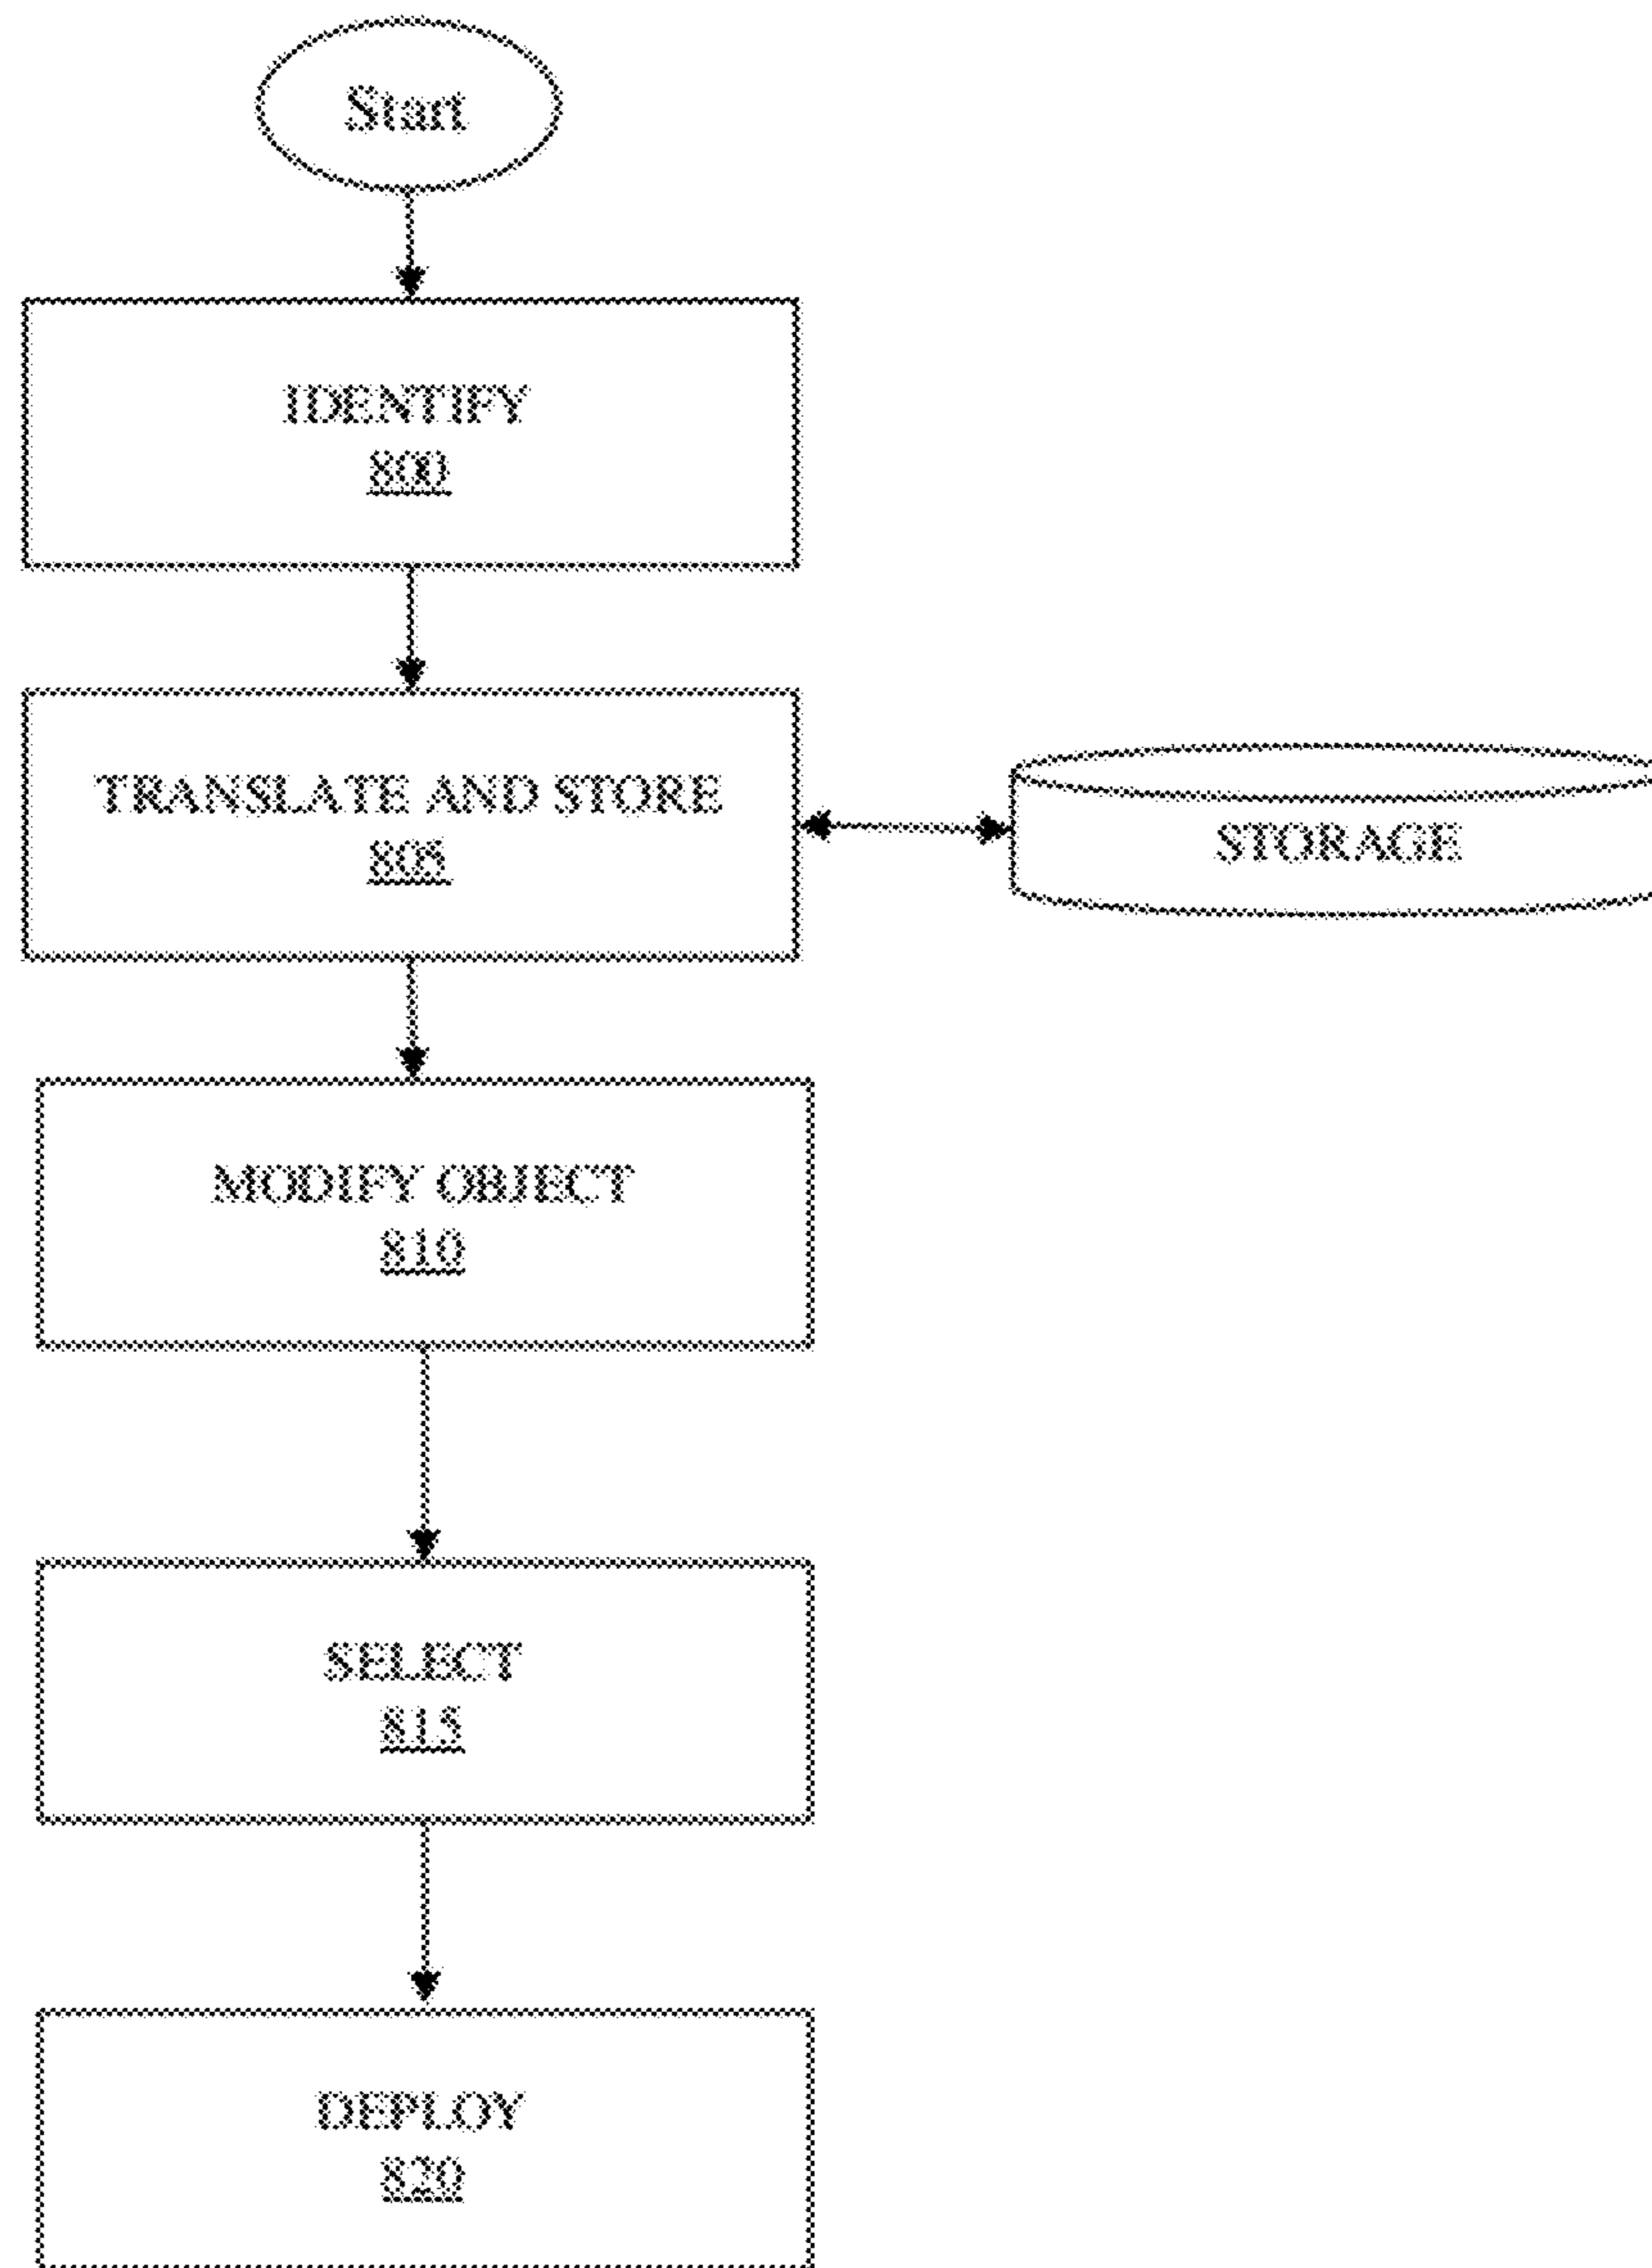 Start
IDENTIFY
800
TRANSLATE AND STORE
805
STORAGE
MODIFY OBJECT
810
SELECT
815
DEPLOY
820